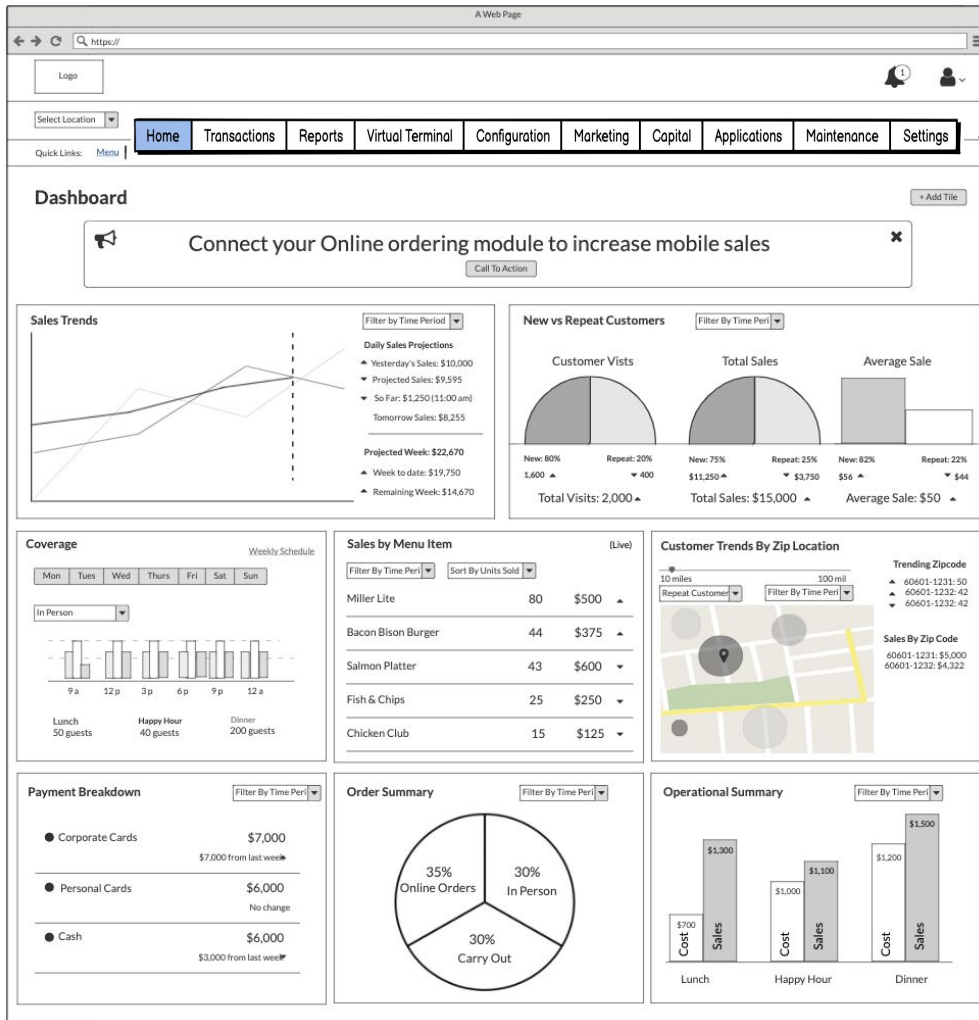 A Web Page
https://
Logo
1
Select Location
Home Transactions Reports Virtual Terminal Configuration Marketing Capital Applications Maintenance Settings
Quick Links: Menu
Dashboard
+ Add Tile
Connect your Online ordering module to increase mobile sales
Call To Action
Sales Trends
Filter by Time Period
Daily Sales Projections
Yesterday's Sales: $10,000
Projected Sales: $9,595
So Far: $1,250 (11:00 am)
Tomorrow Sales: $8,255
Projected Week: $22,670
Week to date: $19,750
Remaining Week: $14,670
New vs Repeat Customers
Filter By Time Peri
Customer Vists Total Sales Average Sale
New: 80% Repeat: 20% New: 75% Repeat: 25% New: 82% Repeat: 22%
1,600 400 $11,250 $3,750 $56 $44
Total Visits: 2,000 Total Sales: $15,000 Average Sale: $50
Coverage
Weekly Schedule
Mon Tues Wed Thurs Fri Sat Sun
In Person
9 a 12 p 3 p 6 p 9 p 12 a
Lunch Happy Hour Dinner
50 guests 40 guests 200 guests
Sales by Menu Item (Live)
Filter By Time Peri Sort By Units Sold
Miller Lite 80 $500
Bacon Bison Burger 44 $375
Salmon Platter 43 $600
Fish & Chips 25 $250
Chicken Club 15 $125
Customer Trends By Zip Location
10 miles 100 mil
Repeat Customer Filter By Time Peri
Trending Zipcode
60601-1231: 50
60601-1232: 42
60601-1232: 42
Sales By Zip Code
60601-1231: $5,000
60601-1232: $4,322
Payment Breakdown Filter By Time Peri
Corporate Cards $7,000
$7,000 from last week
Personal Cards $6,000
No change
Cash $6,000
$3,000 from last week
Order Summary Filter By Time Peri
35%
Online Orders
30%
In Person
30%
Carry Out
Operational Summary Filter By Time Peri
$700 $1,300 $1,000 $1,100 $1,200 $1,500
Cost Sales Cost Sales Cost Sales
Lunch Happy Hour Dinner